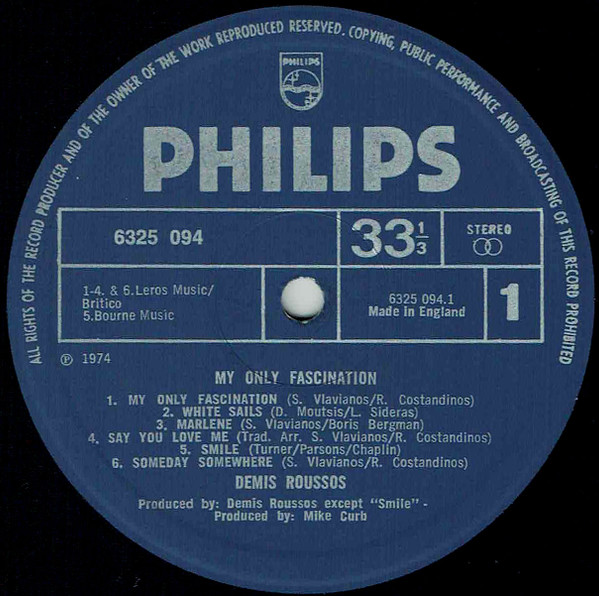 ALL RIGHTS OF THE RECORD PRODUCER AND OF THE OWNER OF THE WORK REPRODUCED RESERVED. COPYING, PUBLIC PERFORMANCE AND BROADCASTING OF THIS RECORD PROHIBITED
PHILIPS
PHILIPS
6325 094
33 1/3
STEREO
1-4. & 6.Leros Music/
Britico
5.Bourne Music
6325 094.1
Made in England
1
℗ 1974
MY ONLY FASCINATION
1. MY ONLY FASCINATION (S. Vlavianos/R. Costandinos)
2. WHITE SAILS (D. Moutsis/L. Sideras)
3. MARLENE (S. Vlavianos/Boris Bergman)
4. SAY YOU LOVE ME (Trad. Arr. S. Vlavianos/R. Costandinos)
5. SMILE (Turner/Parsons/Chaplin)
6. SOMEDAY SOMEWHERE (S. Vlavianos/R. Costandinos)
DEMIS ROUSSOS
Produced by: Demis Roussos except "Smile" -
Produced by: Mike Curb